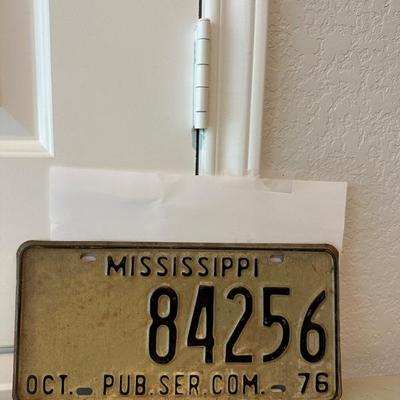 MISSISSIPPI
84256
OCT. PUB. SER. COM. 76